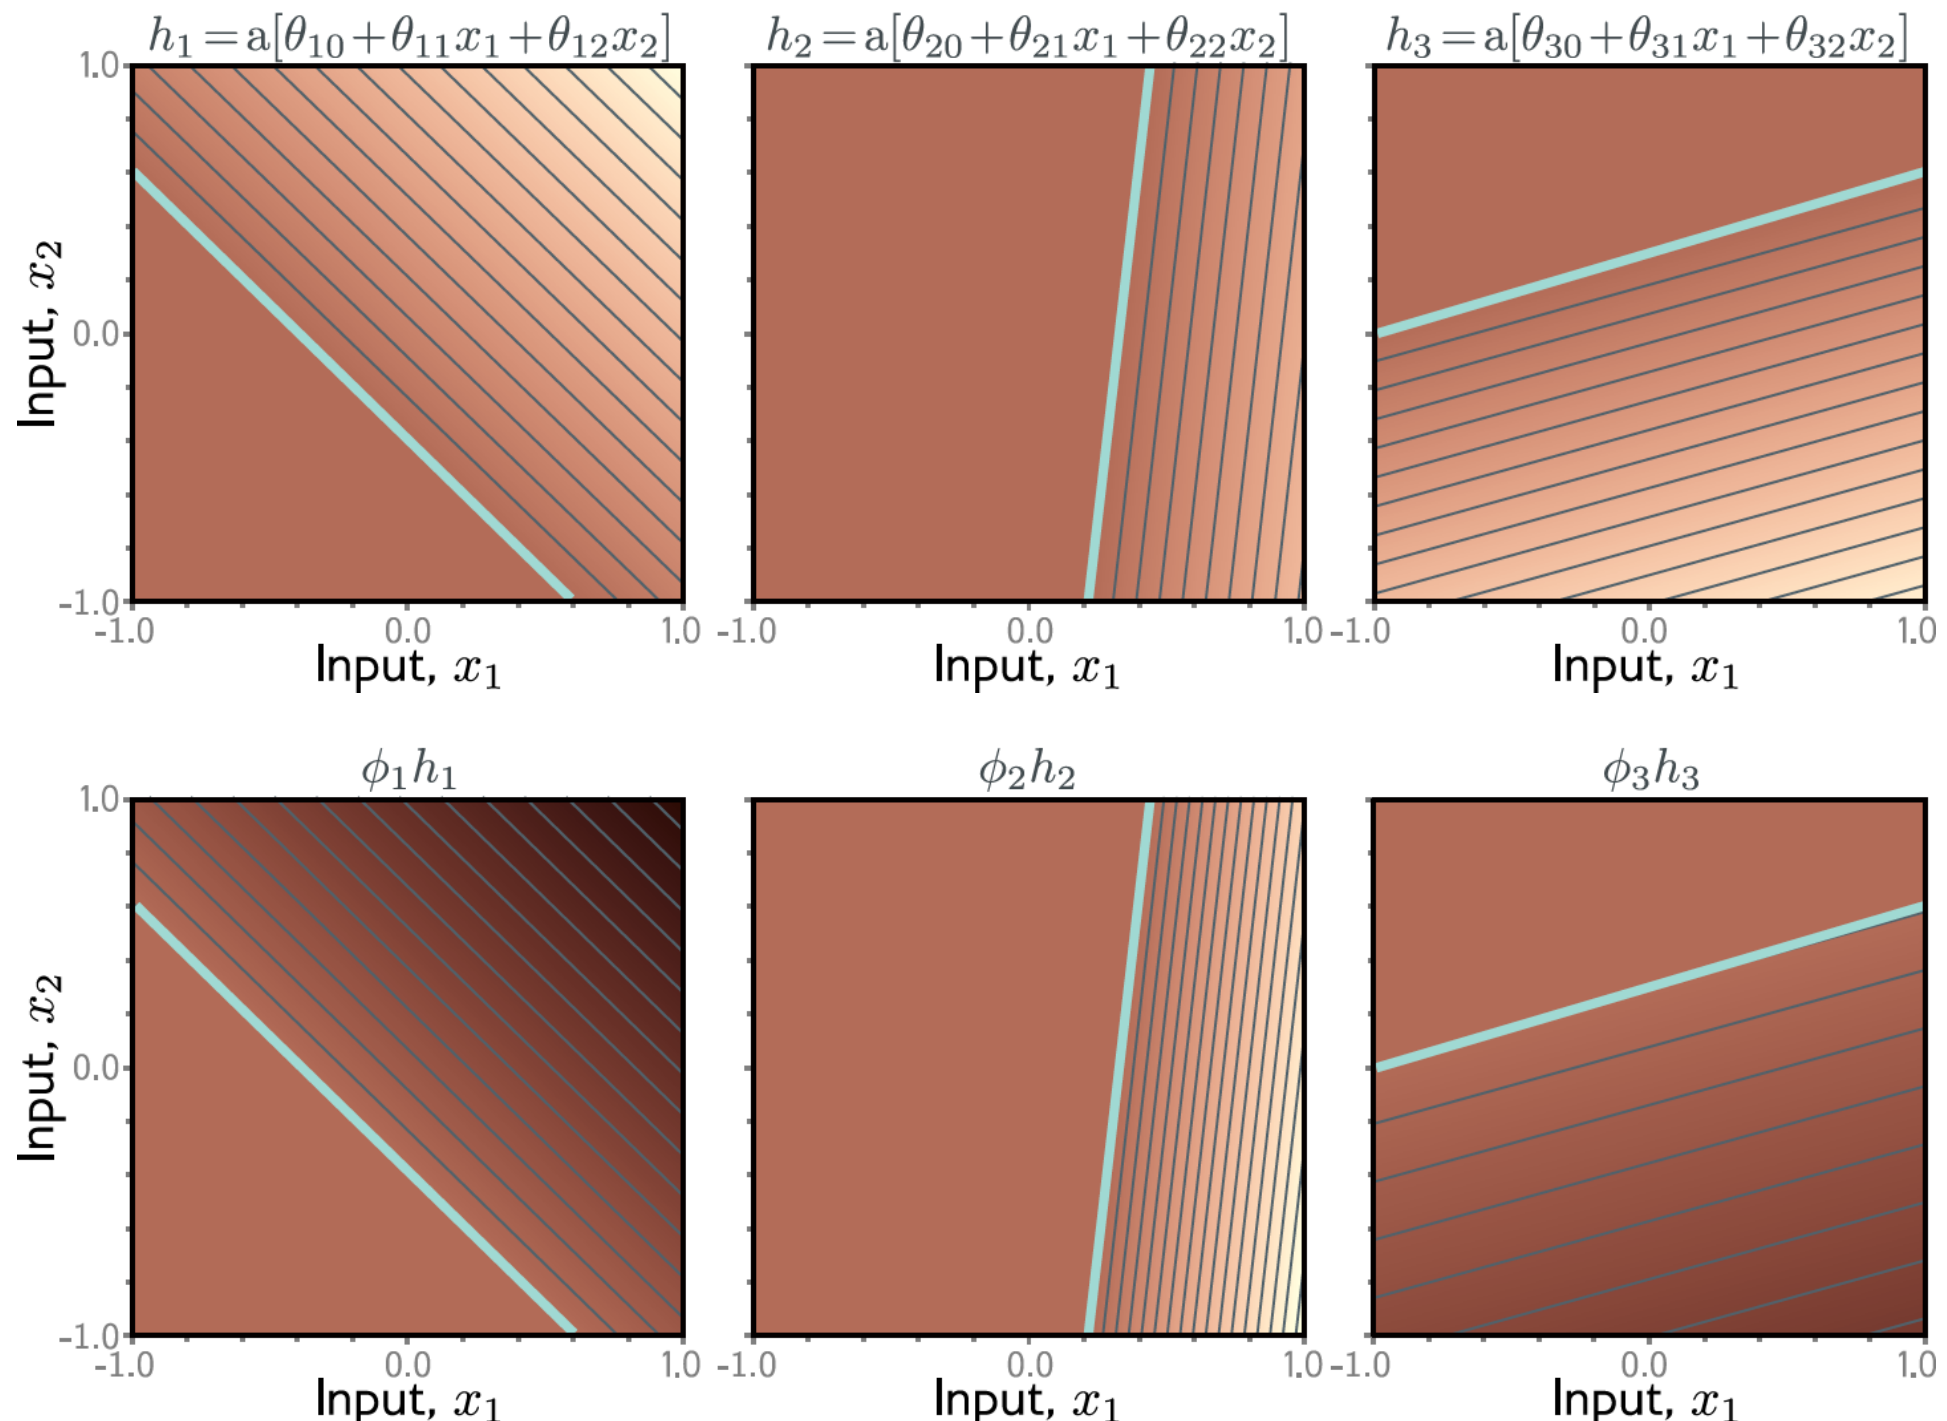 h₁=a[θ₁₀+θ₁₁x₁+θ₁₂x₂] h₂=a[θ₂₀+θ₂₁x₁+θ₂₂x₂] h₃=a[θ₃₀+θ₃₁x₁+θ₃₂x₂]
1.0
Input, x₂
0.0
-1.0
-1.0 0.0 1.0 -1.0 0.0 1.0 -1.0 0.0 1.0
Input, x₁ Input, x₁ Input, x₁
ϕ₁h₁ ϕ₂h₂ ϕ₃h₃
1.0
Input, x₂
0.0
-1.0
-1.0 0.0 1.0 -1.0 0.0 1.0 -1.0 0.0 1.0
Input, x₁ Input, x₁ Input, x₁